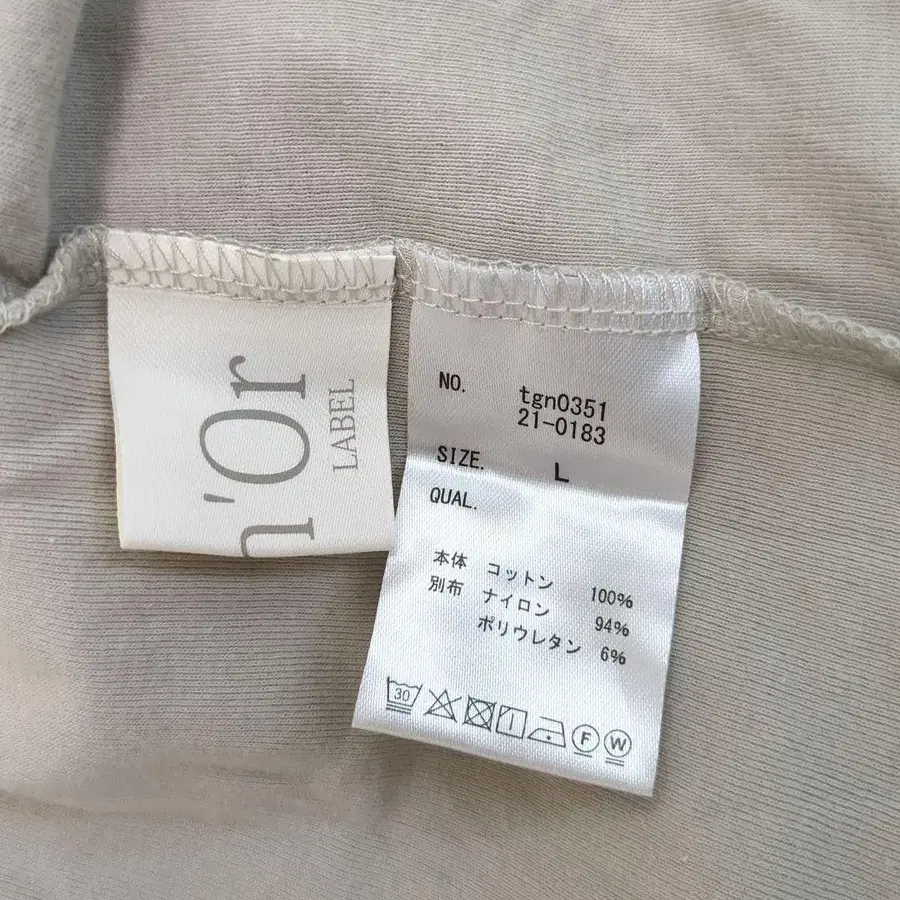 n'Or
LABEL
NO. tgn0351
21-0183
SIZE. L
QUAL.
本体 コットン 100%
別布 ナイロン 94%
ポリウレタン 6%
30 F W